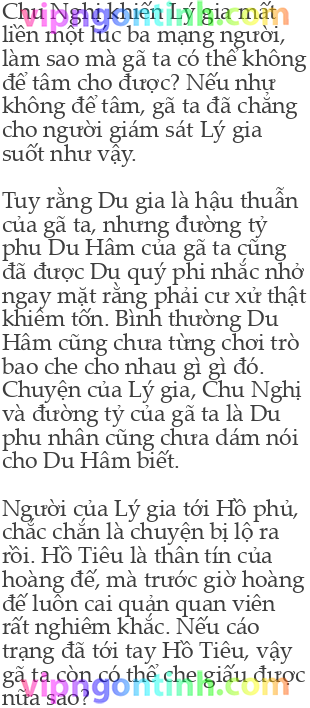 Chu Nghị khiến Lý gia mất
liền một lúc ba mạng người,
làm sao mà gã ta có thể không
để tâm cho được? Nếu như
không để tâm, gã ta đã chẳng
cho người giám sát Lý gia
suốt như vậy.
Tuy rằng Du gia là hậu thuẫn
của gã ta, nhưng đường tỷ
phu Du Hâm của gã ta cũng
đã được Du quý phi nhắc nhở
ngay mặt rằng phải cư xử thật
khiêm tốn. Bình thường Du
Hâm cũng chưa từng chơi trò
bao che cho nhau gì gì đó.
Chuyện của Lý gia, Chu Nghị
và đường tỷ của gã ta là Du
phu nhân cũng chưa dám nói
cho Du Hâm biết.
Người của Lý gia tới Hồ phủ,
chắc chắn là chuyện bị lộ ra
rồi. Hồ Tiêu là thân tín của
hoàng đế, mà trước giờ hoàng
đế luôn cai quản quan viên
rất nghiêm khắc. Nếu cáo
trạng đã tới tay Hồ Tiêu, vậy
gã ta còn có thể che giấu được
nữa sao?
vipngontinh.com
vipngontinh.com